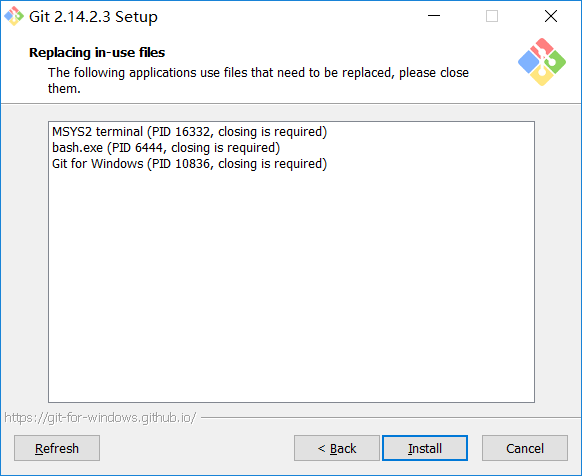 Git 2.14.2.3 Setup
Replacing in-use files
The following applications use files that need to be replaced, please close
them.
MSYS2 terminal (PID 16332, closing is required)
bash.exe (PID 6444, closing is required)
Git for Windows (PID 10836, closing is required)
https://git-for-windows.github.io/
Refresh
< Back
Install
Cancel